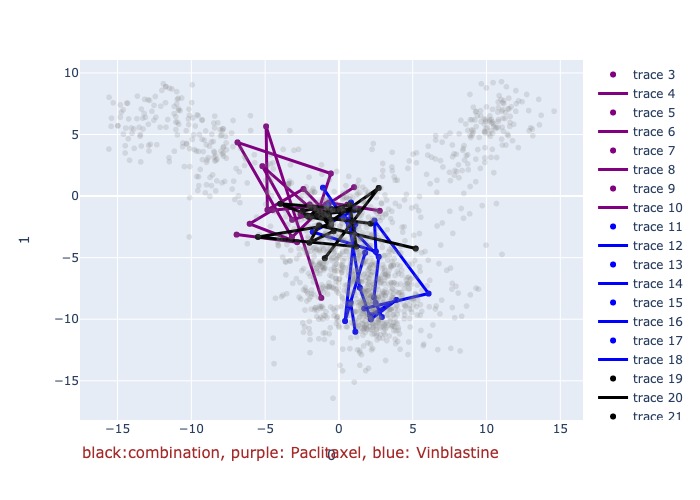 10
5
0
−5
−10
−15
1
−15
−10
−5
0
5
10
15
0
black:combination, purple: Paclitaxel, blue: Vinblastine
trace 3
trace 4
trace 5
trace 6
trace 7
trace 8
trace 9
trace 10
trace 11
trace 12
trace 13
trace 14
trace 15
trace 16
trace 17
trace 18
trace 19
trace 20
trace 21